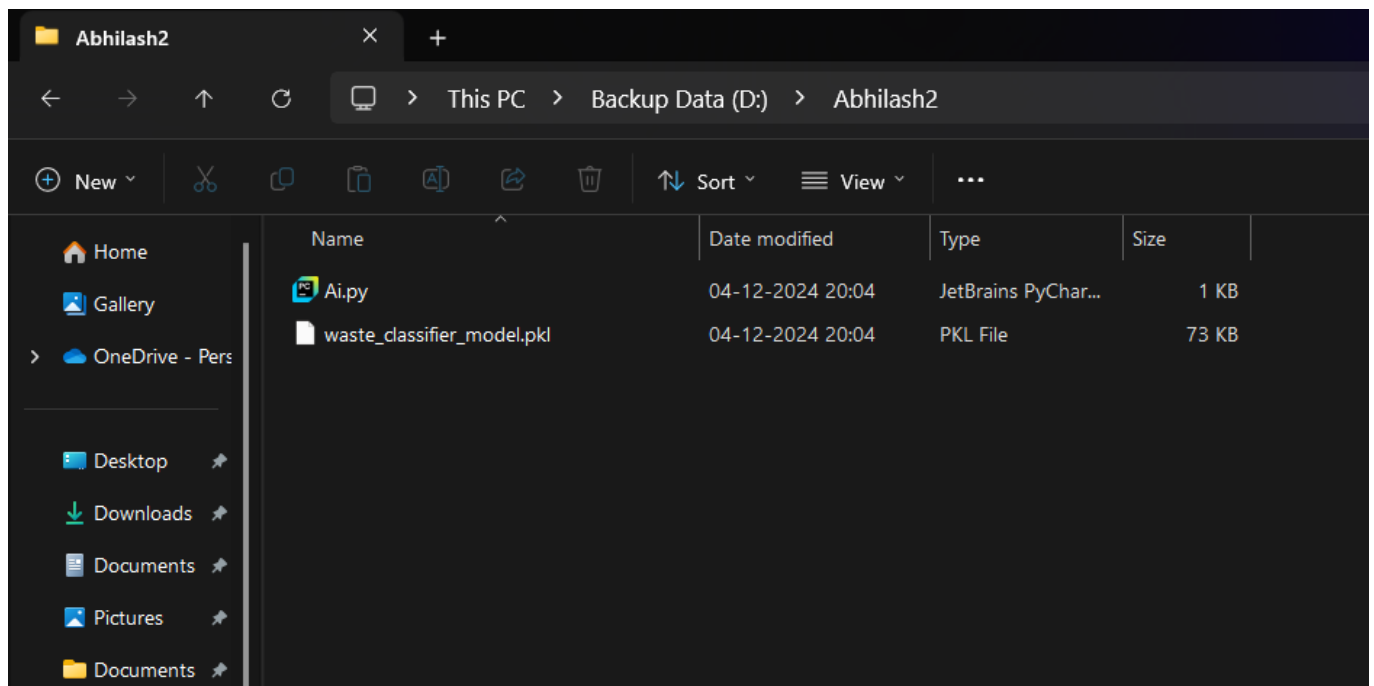 Abhilash2
This PC > Backup Data (D:) > Abhilash2
New
Sort
View
Name Date modified Type Size
Ai.py 04-12-2024 20:04 JetBrains PyChar... 1 KB
waste_classifier_model.pkl 04-12-2024 20:04 PKL File 73 KB
Home
Gallery
OneDrive - Pers
Desktop
Downloads
Documents
Pictures
Documents